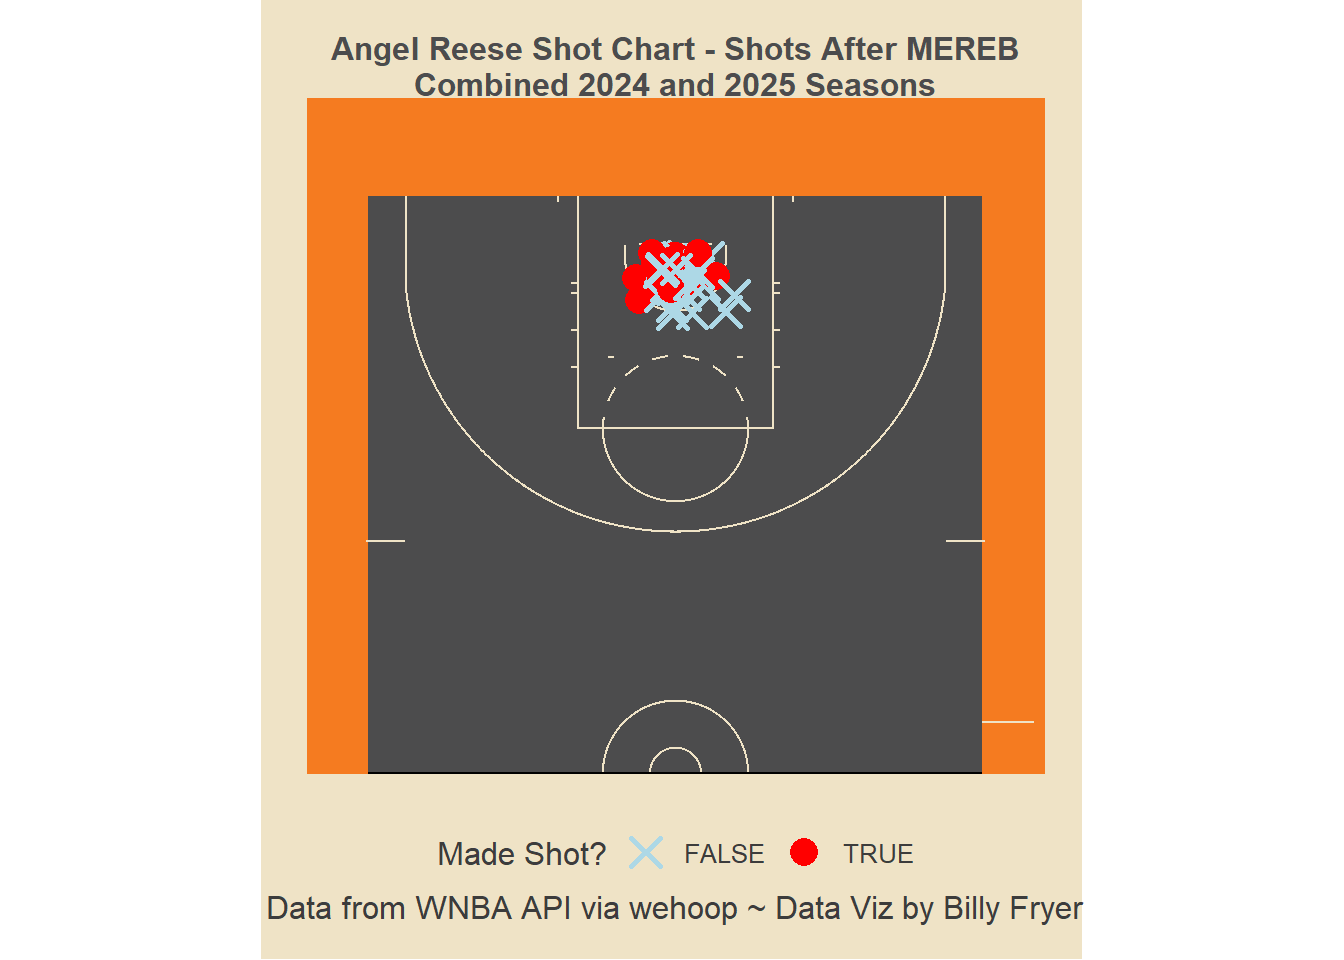 Angel Reese Shot Chart - Shots After MEREB
Combined 2024 and 2025 Seasons
Made Shot? FALSE TRUE
Data from WNBA API via wehoop ~ Data Viz by Billy Fryer